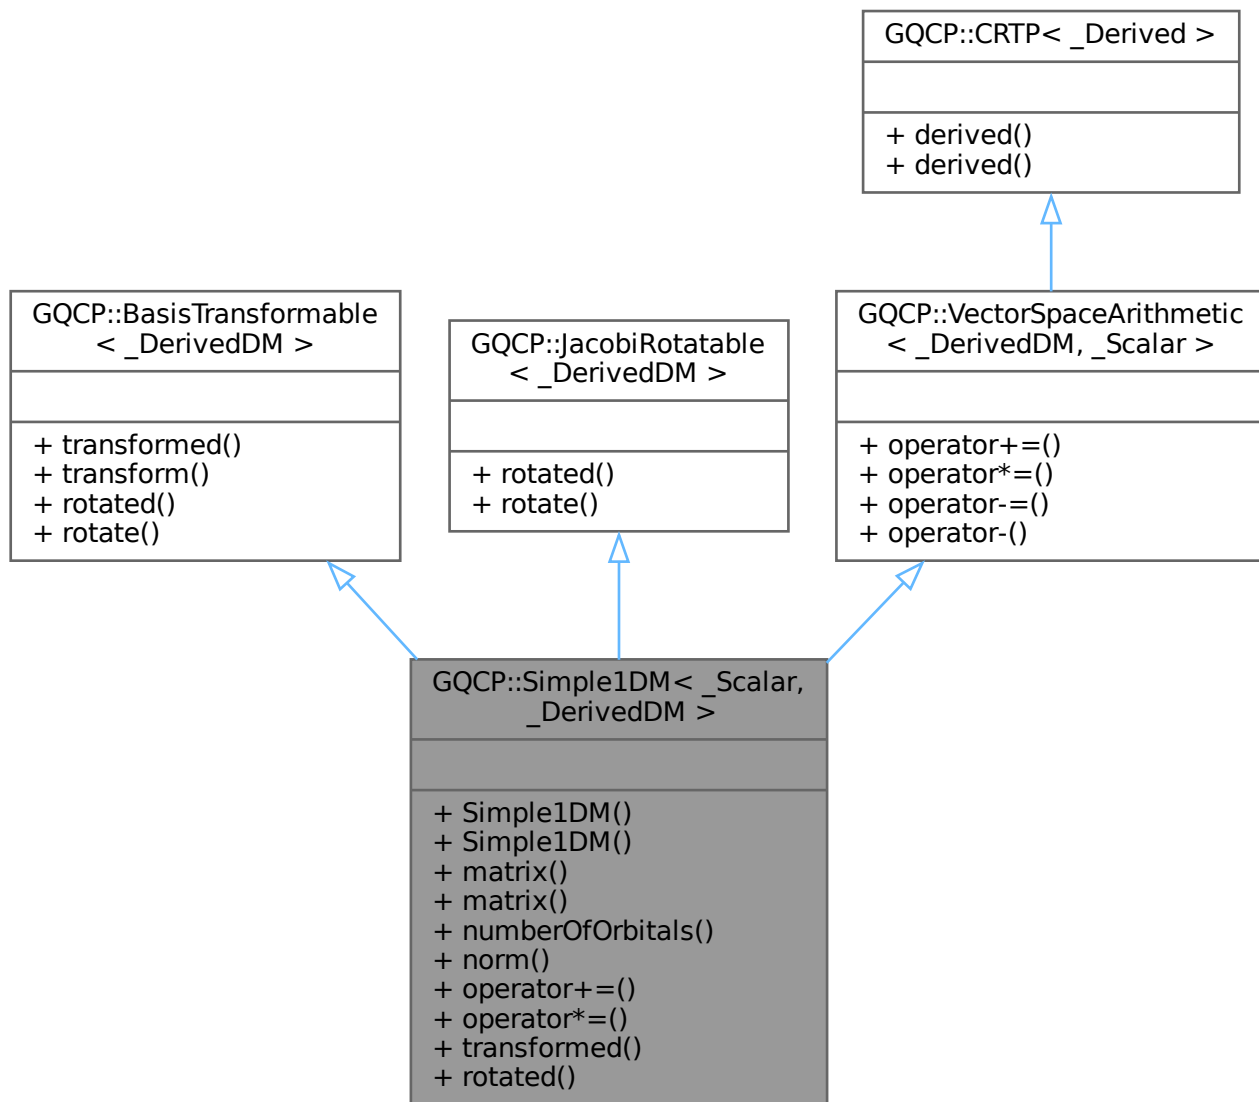 GQCP::CRTP< _Derived >
+ derived()
+ derived()
GQCP::BasisTransformable
< _DerivedDM >
+ transformed()
+ transform()
+ rotated()
+ rotate()
GQCP::JacobiRotatable
< _DerivedDM >
+ rotated()
+ rotate()
GQCP::VectorSpaceArithmetic
< _DerivedDM, _Scalar >
+ operator+=()
+ operator*=()
+ operator-=()
+ operator-()
GQCP::Simple1DM< _Scalar,
_DerivedDM >
+ Simple1DM()
+ Simple1DM()
+ matrix()
+ matrix()
+ numberOfOrbitals()
+ norm()
+ operator+=()
+ operator*=()
+ transformed()
+ rotated()